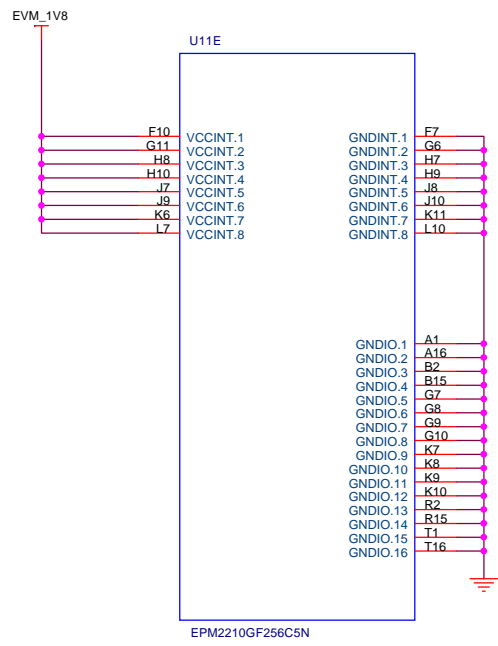 EVM_1V8
U11E
F10 VCCINT.1 GNDINT.1 F7
G11 VCCINT.2 GNDINT.2 G6
H8 VCCINT.3 GNDINT.3 H7
H10 VCCINT.4 GNDINT.4 H9
J7 VCCINT.5 GNDINT.5 J8
J9 VCCINT.6 GNDINT.6 J10
K6 VCCINT.7 GNDINT.7 K11
L7 VCCINT.8 GNDINT.8 L10
GNDIO.1 A1
GNDIO.2 A16
GNDIO.3 B2
GNDIO.4 B15
GNDIO.5 G7
GNDIO.6 G8
GNDIO.7 G9
GNDIO.8 G10
GNDIO.9 K7
GNDIO.10 K8
GNDIO.11 K9
GNDIO.12 K10
GNDIO.13 R2
GNDIO.14 R15
GNDIO.15 T1
GNDIO.16 T16
EPM2210GF256C5N